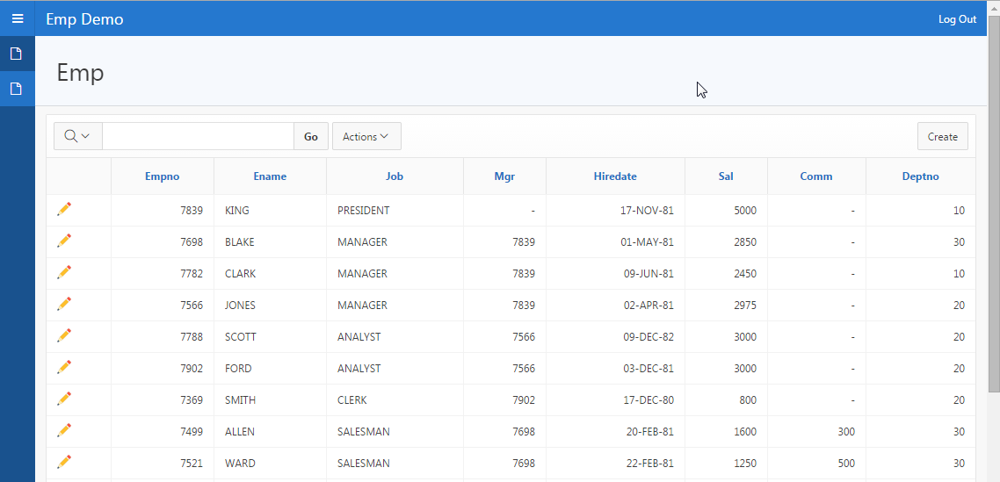 Emp Demo Log Out
Emp
Go Actions Create
Empno Ename Job Mgr Hiredate Sal Comm Deptno
7839 KING PRESIDENT - 17-NOV-81 5000 - 10
7698 BLAKE MANAGER 7839 01-MAY-81 2850 - 30
7782 CLARK MANAGER 7839 09-JUN-81 2450 - 10
7566 JONES MANAGER 7839 02-APR-81 2975 - 20
7788 SCOTT ANALYST 7566 09-DEC-82 3000 - 20
7902 FORD ANALYST 7566 03-DEC-81 3000 - 20
7369 SMITH CLERK 7902 17-DEC-80 800 - 20
7499 ALLEN SALESMAN 7698 20-FEB-81 1600 300 30
7521 WARD SALESMAN 7698 22-FEB-81 1250 500 30